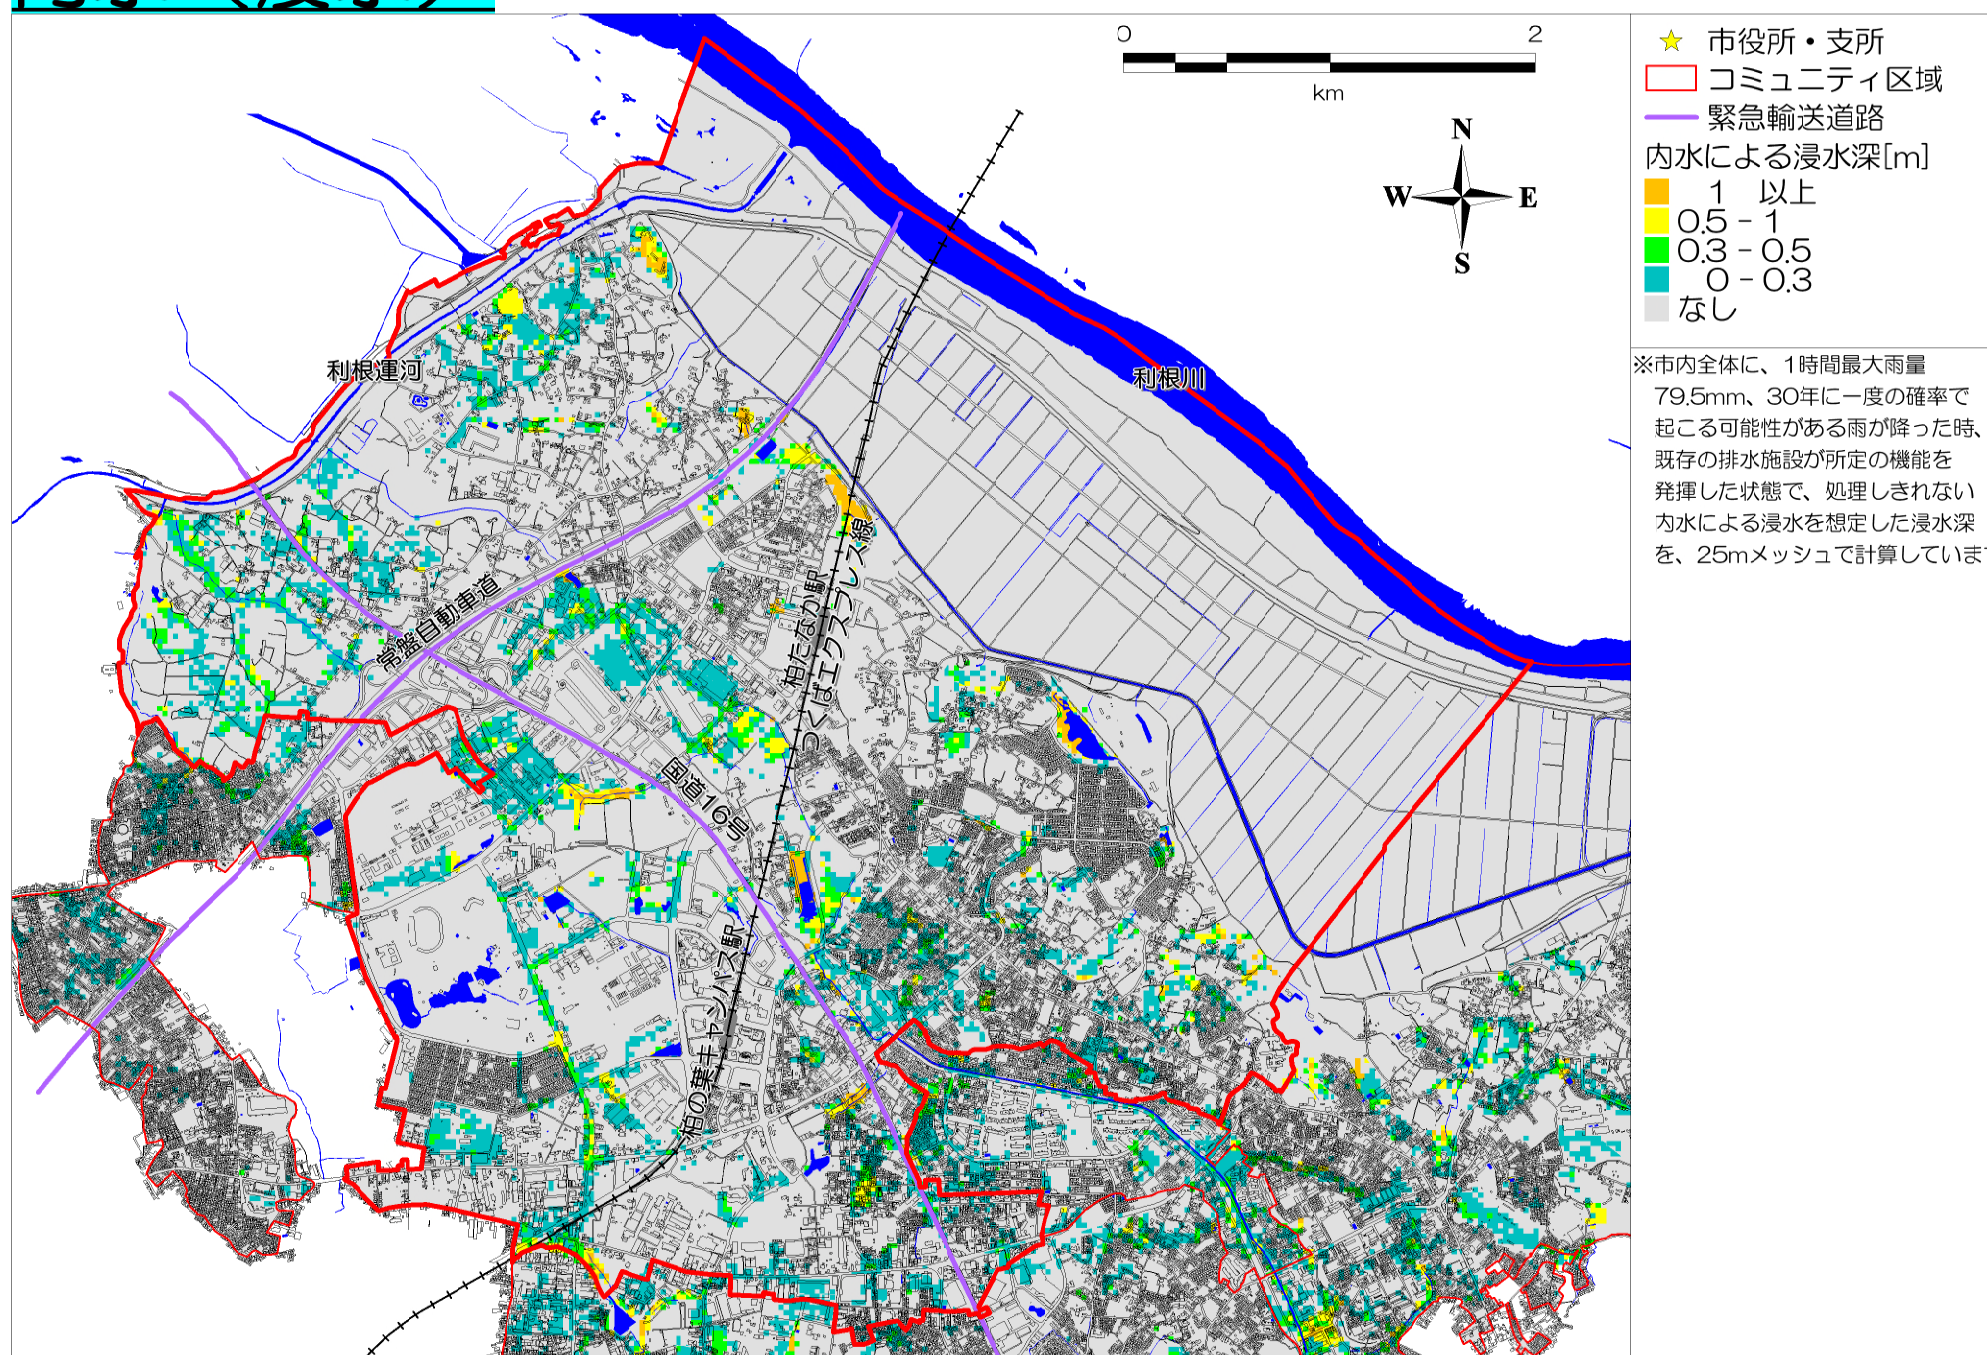 0 2
km
N
W E
S
利根運河
利根川
常盤自動車道
柏たなか駅
つくばエクスプレス線
国道16号
柏の葉キャンパス駅
市役所・支所
コミュニティ区域
緊急輸送道路
内水による浸水深[m]
1 以上
0.5 - 1
0.3 - 0.5
0 - 0.3
なし
※市内全体に、1時間最大雨量
79.5mm、30年に一度の確率で
起こる可能性がある雨が降った時、
既存の排水施設が所定の機能を
発揮した状態で、処理しきれない
内水による浸水を想定した浸水深
を、25mメッシュで計算していま